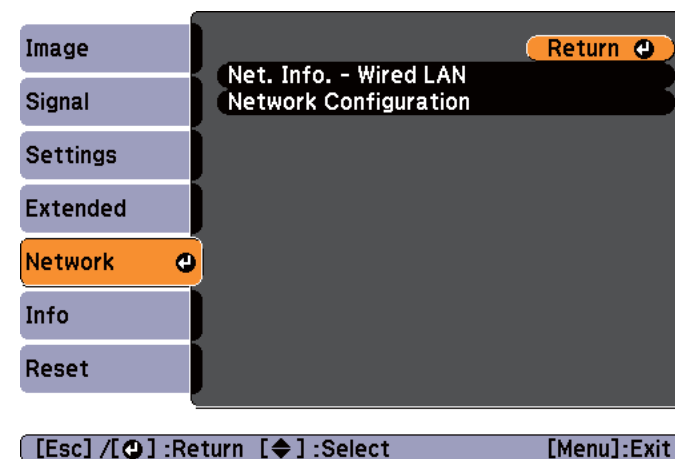 Image
Signal
Settings
Extended
Network
Info
Reset
Return
Net. Info. - Wired LAN
Network Configuration
[Esc] /[ ] :Return [ ] :Select [Menu]:Exit